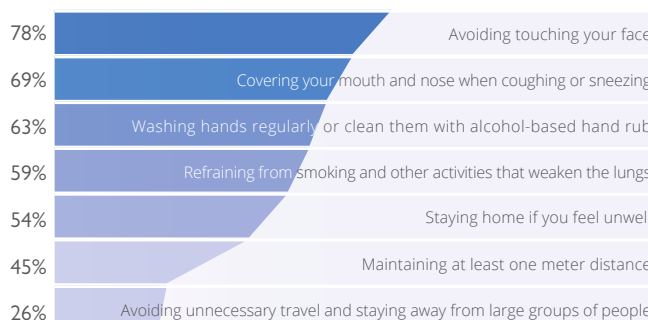 78% Avoiding touching your face
69% Covering your mouth and nose when coughing or sneezing
63% Washing hands regularly or clean them with alcohol-based hand rub
59% Refraining from smoking and other activities that weaken the lungs
54% Staying home if you feel unwel
45% Maintaining at least one meter distance
26% Avoiding unnecessary travel and staying away from large groups of people